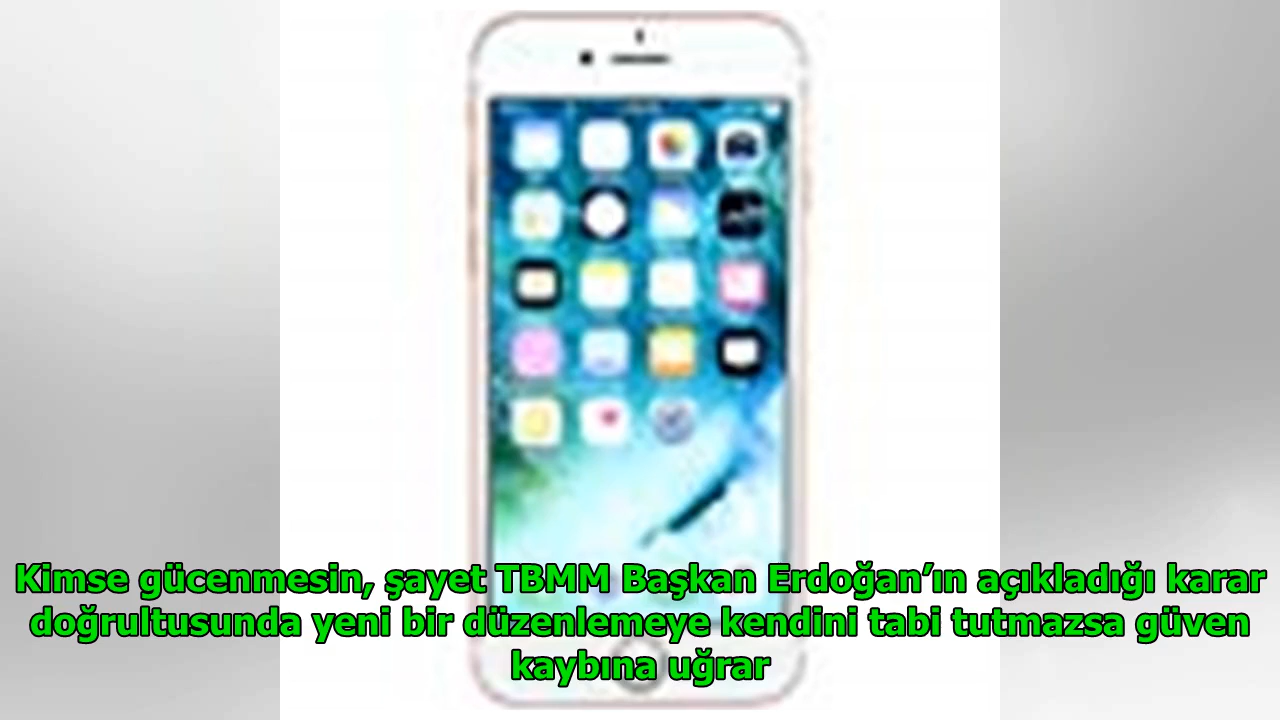 Kimse gücenmesin, şayet TBMM Başkan Erdoğan’ın açıkladığı karar
doğrultusunda yeni bir düzenlemeye kendini tabi tutmazsa güven
kaybına uğrar